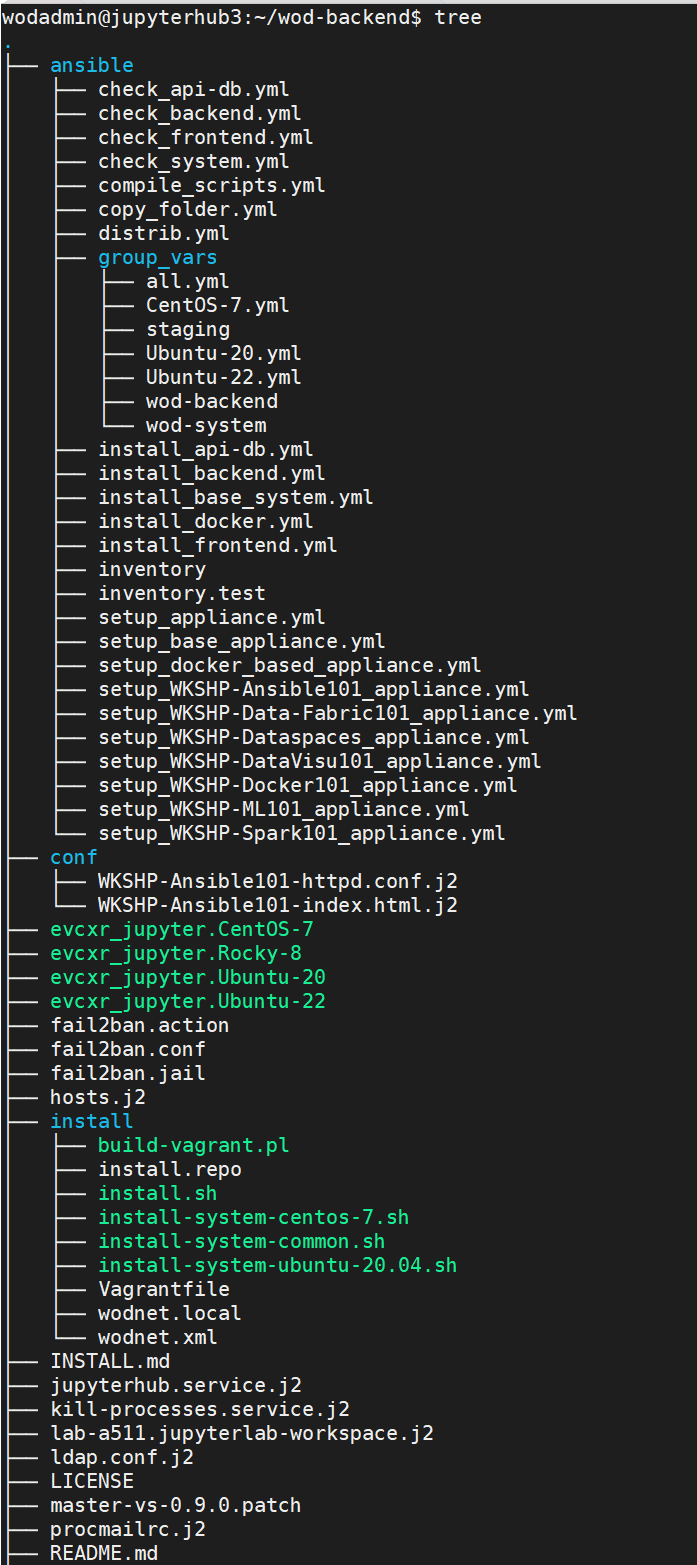 wodadmin@jupyterhub3:~/wod-backend$ tree
.
├── ansible
│   ├── check_api-db.yml
│   ├── check_backend.yml
│   ├── check_frontend.yml
│   ├── check_system.yml
│   ├── compile_scripts.yml
│   ├── copy_folder.yml
│   ├── distrib.yml
│   ├── group_vars
│   │   ├── all.yml
│   │   ├── CentOS-7.yml
│   │   ├── staging
│   │   ├── Ubuntu-20.yml
│   │   ├── Ubuntu-22.yml
│   │   ├── wod-backend
│   │   └── wod-system
│   ├── install_api-db.yml
│   ├── install_backend.yml
│   ├── install_base_system.yml
│   ├── install_docker.yml
│   ├── install_frontend.yml
│   ├── inventory
│   ├── inventory.test
│   ├── setup_appliance.yml
│   ├── setup_base_appliance.yml
│   ├── setup_docker_based_appliance.yml
│   ├── setup_WKSHP-Ansible101_appliance.yml
│   ├── setup_WKSHP-Data-Fabric101_appliance.yml
│   ├── setup_WKSHP-Dataspaces_appliance.yml
│   ├── setup_WKSHP-DataVisu101_appliance.yml
│   ├── setup_WKSHP-Docker101_appliance.yml
│   ├── setup_WKSHP-ML101_appliance.yml
│   └── setup_WKSHP-Spark101_appliance.yml
├── conf
│   ├── WKSHP-Ansible101-httpd.conf.j2
│   └── WKSHP-Ansible101-index.html.j2
├── evcxr_jupyter.CentOS-7
├── evcxr_jupyter.Rocky-8
├── evcxr_jupyter.Ubuntu-20
├── evcxr_jupyter.Ubuntu-22
├── fail2ban.action
├── fail2ban.conf
├── fail2ban.jail
├── hosts.j2
├── install
│   ├── build-vagrant.pl
│   ├── install.repo
│   ├── install.sh
│   ├── install-system-centos-7.sh
│   ├── install-system-common.sh
│   ├── install-system-ubuntu-20.04.sh
│   ├── Vagrantfile
│   ├── wodnet.local
│   └── wodnet.xml
├── INSTALL.md
├── jupyterhub.service.j2
├── kill-processes.service.j2
├── lab-a511.jupyterlab-workspace.j2
├── ldap.conf.j2
├── LICENSE
├── master-vs-0.9.0.patch
├── procmailrc.j2
├── README.md